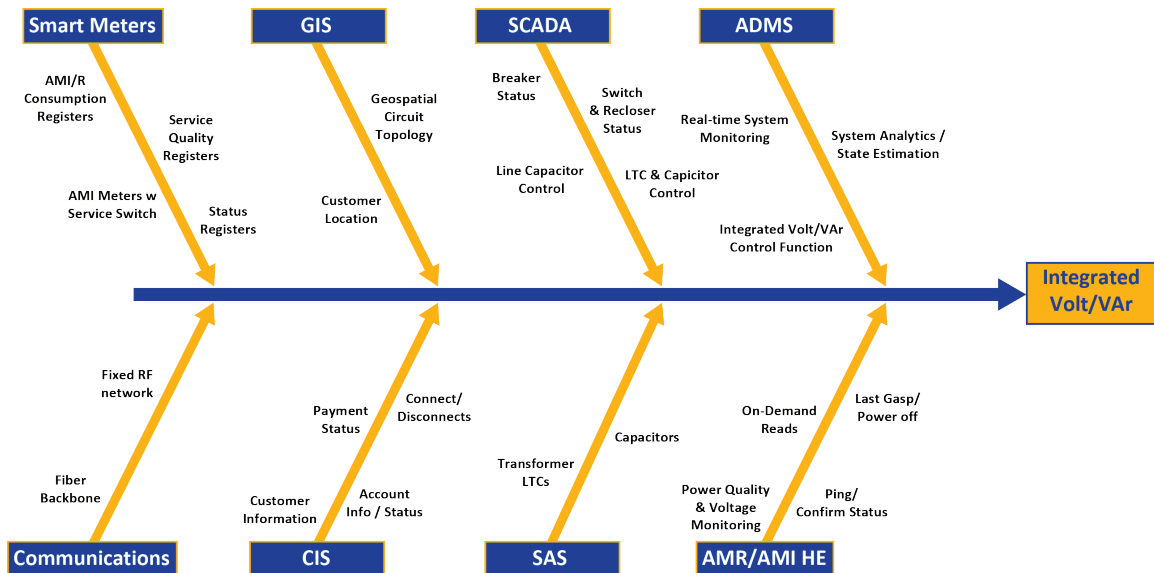 Smart Meters
GIS
SCADA
ADMS
AMI/R
Consumption
Registers
Service
Quality
Registers
AMI Meters w
Service Switch
Status
Registers
Geospatial
Circuit
Topology
Customer
Location
Breaker
Status
Switch
& Recloser
Status
Line Capacitor
Control
LTC & Capicitor
Control
Real-time System
Monitoring
System Analytics /
State Estimation
Integrated Volt/VAr
Control Function
Integrated
Volt/VAr
Fixed RF
network
Fiber
Backbone
Payment
Status
Connect/
Disconnects
Customer
Information
Account
Info / Status
Capacitors
Transformer
LTCs
On-Demand
Reads
Last Gasp/
Power off
Power Quality
& Voltage
Monitoring
Ping/
Confirm Status
Communications
CIS
SAS
AMR/AMI HE